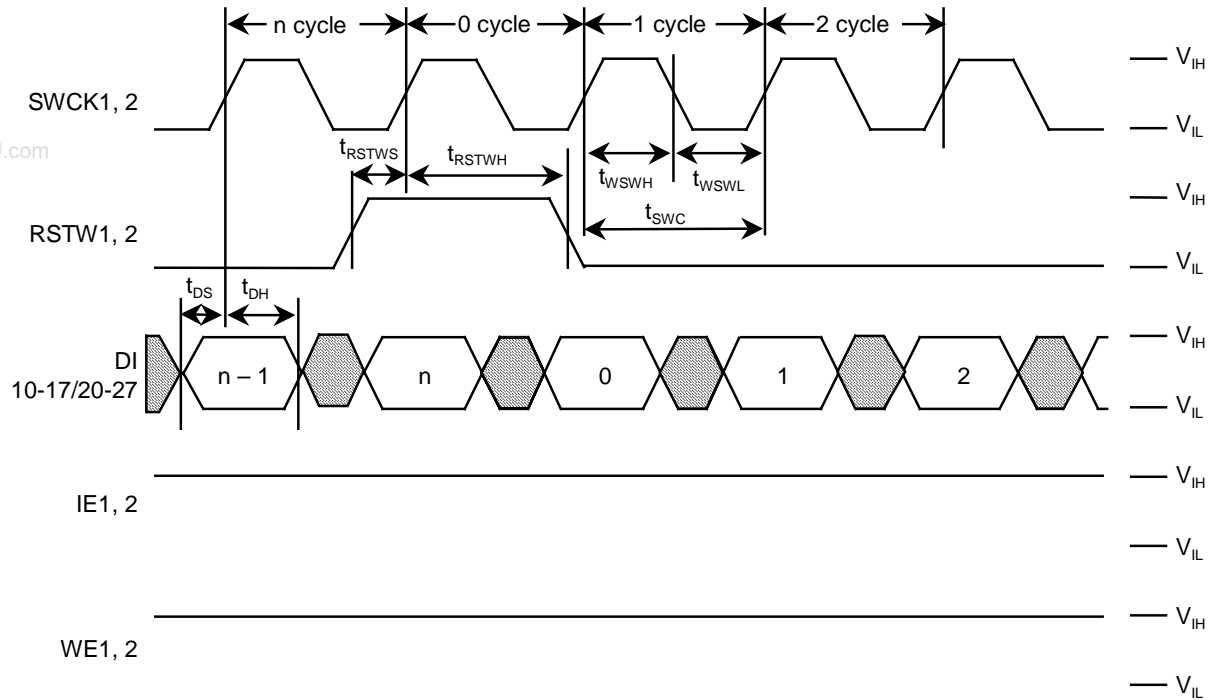 n cycle 0 cycle 1 cycle 2 cycle
V_IH
SWCK1, 2
V_IL
.com
t_RSTWS t_RSTWH
t_WSWH t_WSWL
V_IH
t_SWC
RSTW1, 2
V_IL
t_DS t_DH
V_IH
DI
10-17/20-27
n – 1 n 0 1 2
V_IL
V_IH
IE1, 2
V_IL
V_IH
WE1, 2
V_IL